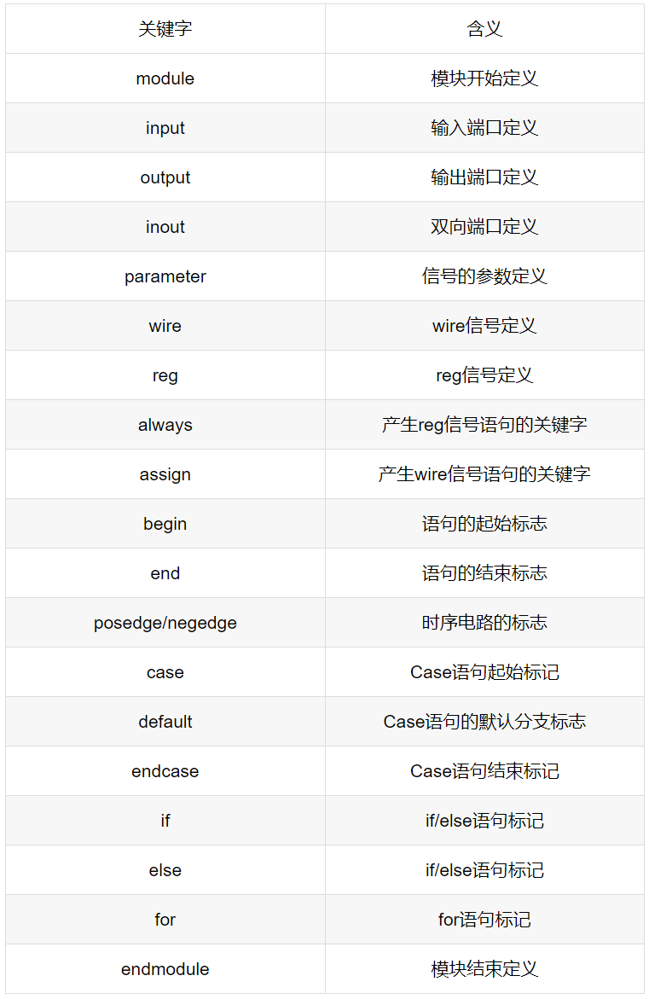 关键字 含义
module 模块开始定义
input 输入端口定义
output 输出端口定义
inout 双向端口定义
parameter 信号的参数定义
wire wire信号定义
reg reg信号定义
always 产生reg信号语句的关键字
assign 产生wire信号语句的关键字
begin 语句的起始标志
end 语句的结束标志
posedge/negedge 时序电路的标志
case Case语句起始标记
default Case语句的默认分支标志
endcase Case语句结束标记
if if/else语句标记
else if/else语句标记
for for语句标记
endmodule 模块结束定义